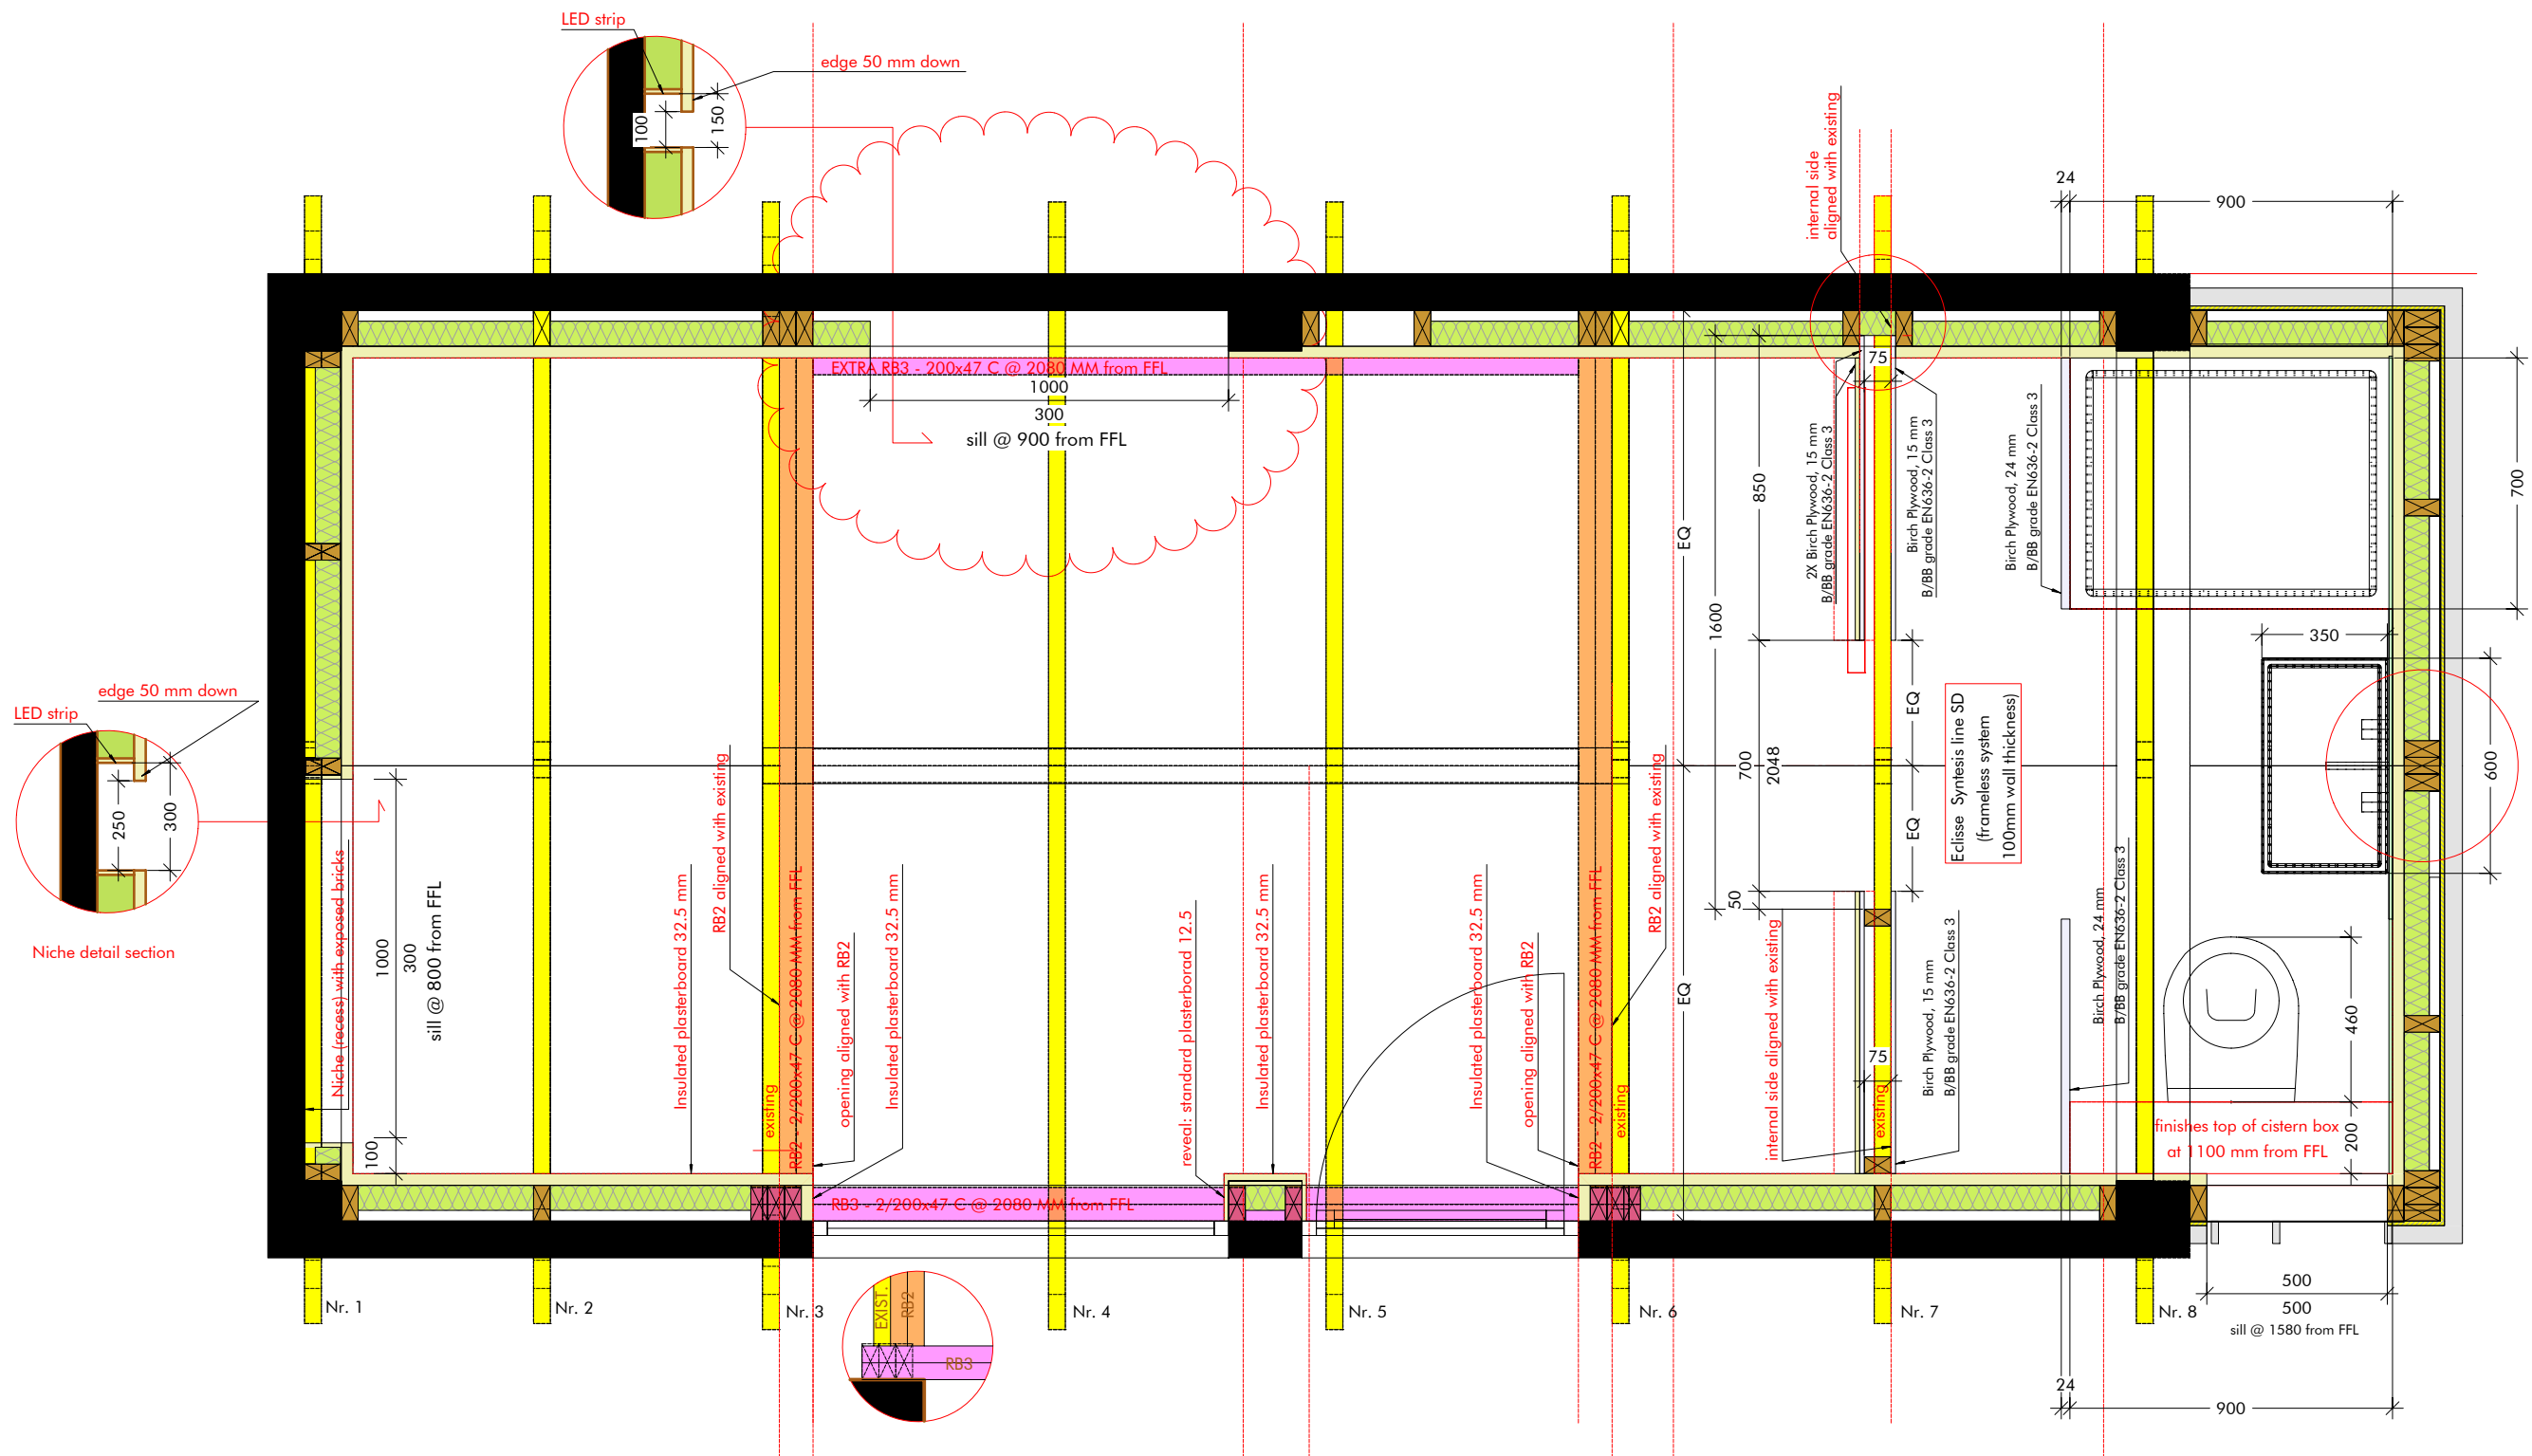 LED strip
edge 50 mm down
100
150
internal side
aligned with existing
24
900
EXTRA RB3 - 200x47 C @ 2080 MM from FFL
1000
300
sill @ 900 from FFL
75
850
1600
EQ
2X Birch Plywood, 15 mm
B/BB grade EN636-2 Class 3
Birch Plywood, 15 mm
B/BB grade EN636-2 Class 3
Birch Plywood, 24 mm
B/BB grade EN636-2 Class 3
700
350
600
edge 50 mm down
LED strip
250
300
Niche detail section
Niche (recess) with exposed bricks
1000
300
sill @ 800 from FFL
100
Insulated plasterboard 32.5 mm
RB2 aligned with existing
existing
RB2 - 2/200x47 C @ 2080 MM from FFL
opening aligned with RB2
Insulated plasterboard 32.5 mm
reveal: standard plasterborad 12.5
Insulated plasterboard 32.5 mm
Insulated plasterboard 32.5 mm
opening aligned with RB2
RB2 - 2/200x47 C @ 2080 MM from FFL
existing
RB2 aligned with existing
EQ
700
2048
50
EQ
EQ
Eclisse Syntesis line SD
(frameless system
100mm wall thickness)
internal side aligned with existing
75
existing
Birch Plywood, 15 mm
B/BB grade EN636-2 Class 3
Birch Plywood, 24 mm
B/BB grade EN636-2 Class 3
460
200
finishes top of cistern box
at 1100 mm from FFL
RB3 - 2/200x47 C @ 2080 MM from FFL
Nr. 1
Nr. 2
Nr. 3
Nr. 4
Nr. 5
Nr. 6
Nr. 7
Nr. 8
EXIST.
RB2
RB3
500
500
sill @ 1580 from FFL
24
900